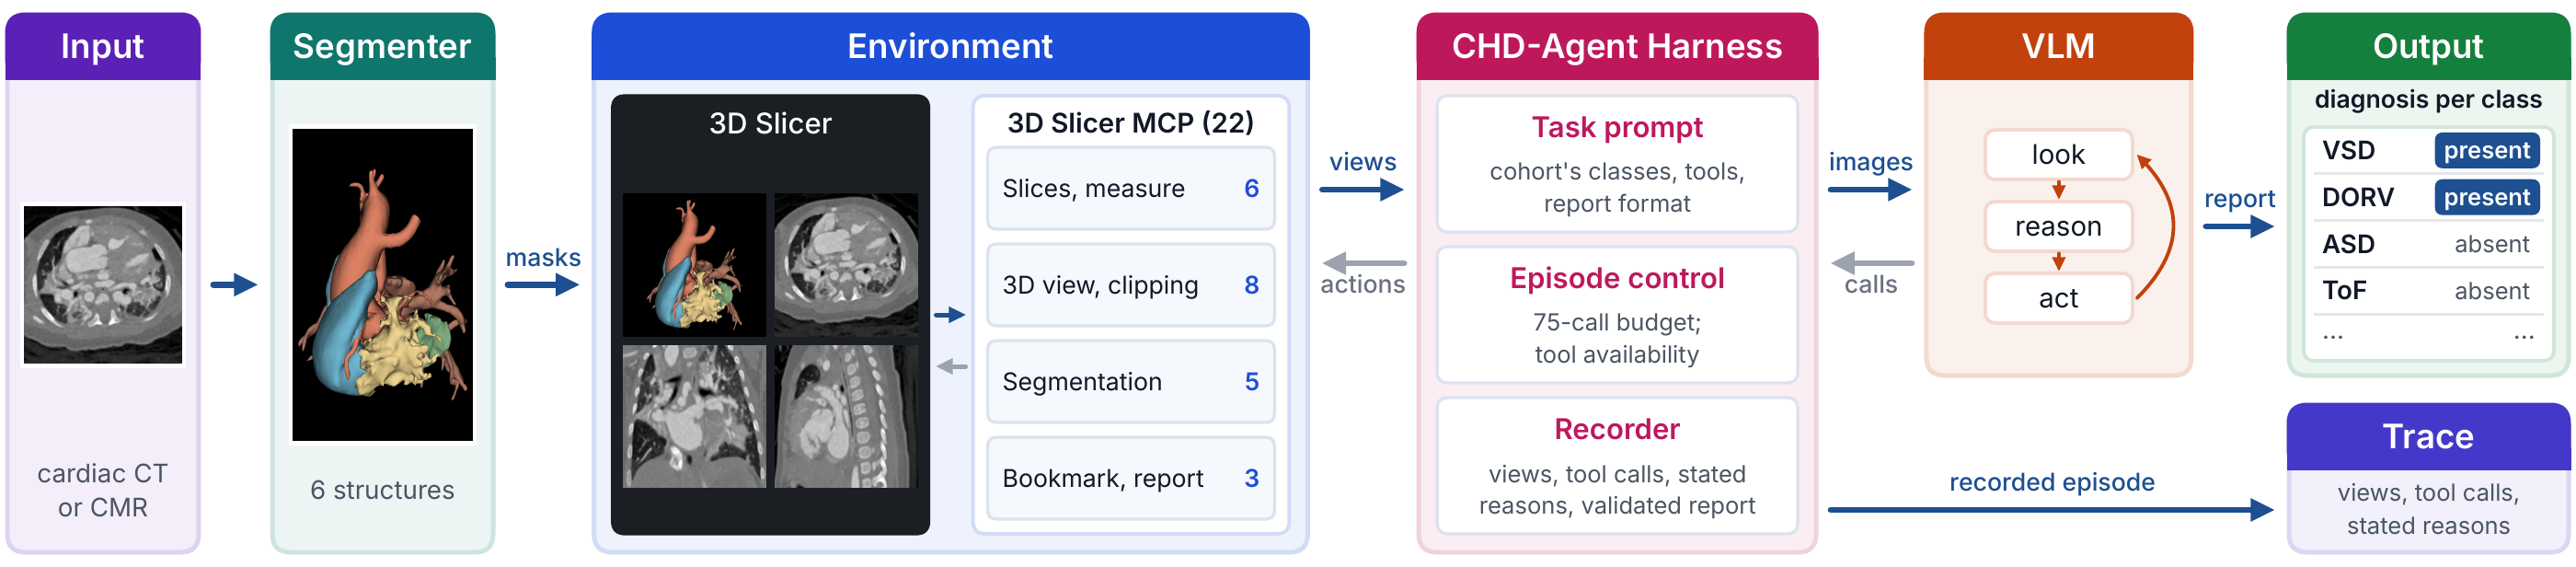 Input
cardiac CT
or CMR
Segmenter
6 structures
masks
Environment
3D Slicer
3D Slicer MCP (22)
Slices, measure 6
3D view, clipping 8
Segmentation 5
Bookmark, report 3
views
actions
CHD-Agent Harness
Task prompt
cohort's classes, tools,
report format
Episode control
75-call budget;
tool availability
Recorder
views, tool calls, stated
reasons, validated report
images
calls
VLM
look
reason
act
report
recorded episode
Output
diagnosis per class
VSD present
DORV present
ASD absent
ToF absent
... ...
Trace
views, tool calls,
stated reasons